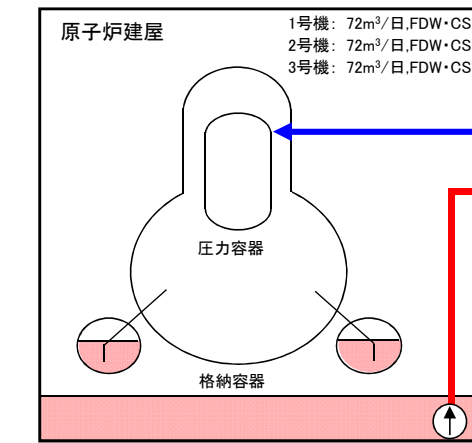 原子炉建屋
1号機: 72m³/日,FDW・CS
2号機: 72m³/日,FDW・CS
3号機: 72m³/日,FDW・CS
圧力容器
格納容器